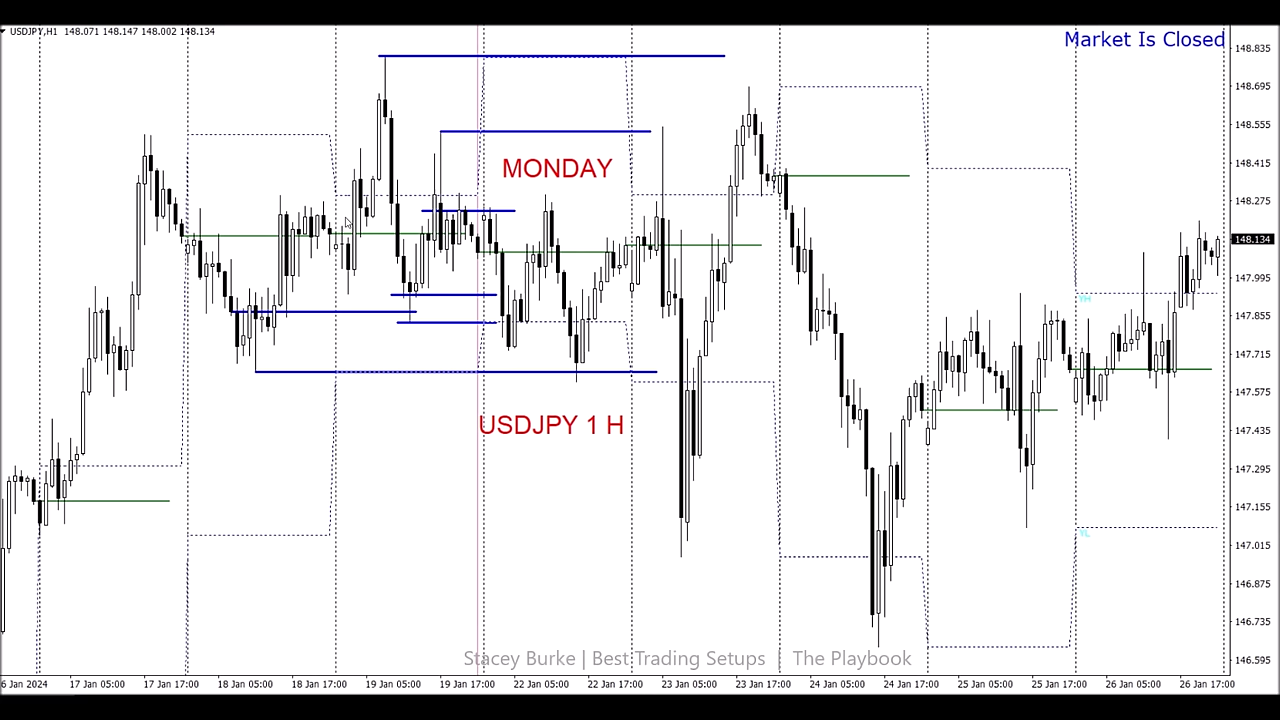 USDJPY,H1 148.071 148.147 148.002 148.134
Market Is Closed
148.835
148.695
148.555
MONDAY
148.415
148.275
148.134
147.995
YH
147.855
147.715
147.575
USDJPY 1 H
147.435
147.295
147.155
YL
147.015
146.875
146.735
Stacey Burke | Best Trading Setups | The Playbook
146.595
6 Jan 2024 17 Jan 05:00 17 Jan 17:00 18 Jan 05:00 18 Jan 17:00 19 Jan 05:00 19 Jan 17:00 22 Jan 05:00 22 Jan 17:00 23 Jan 05:00 23 Jan 17:00 24 Jan 05:00 24 Jan 17:00 25 Jan 05:00 25 Jan 17:00 26 Jan 05:00 26 Jan 17:00